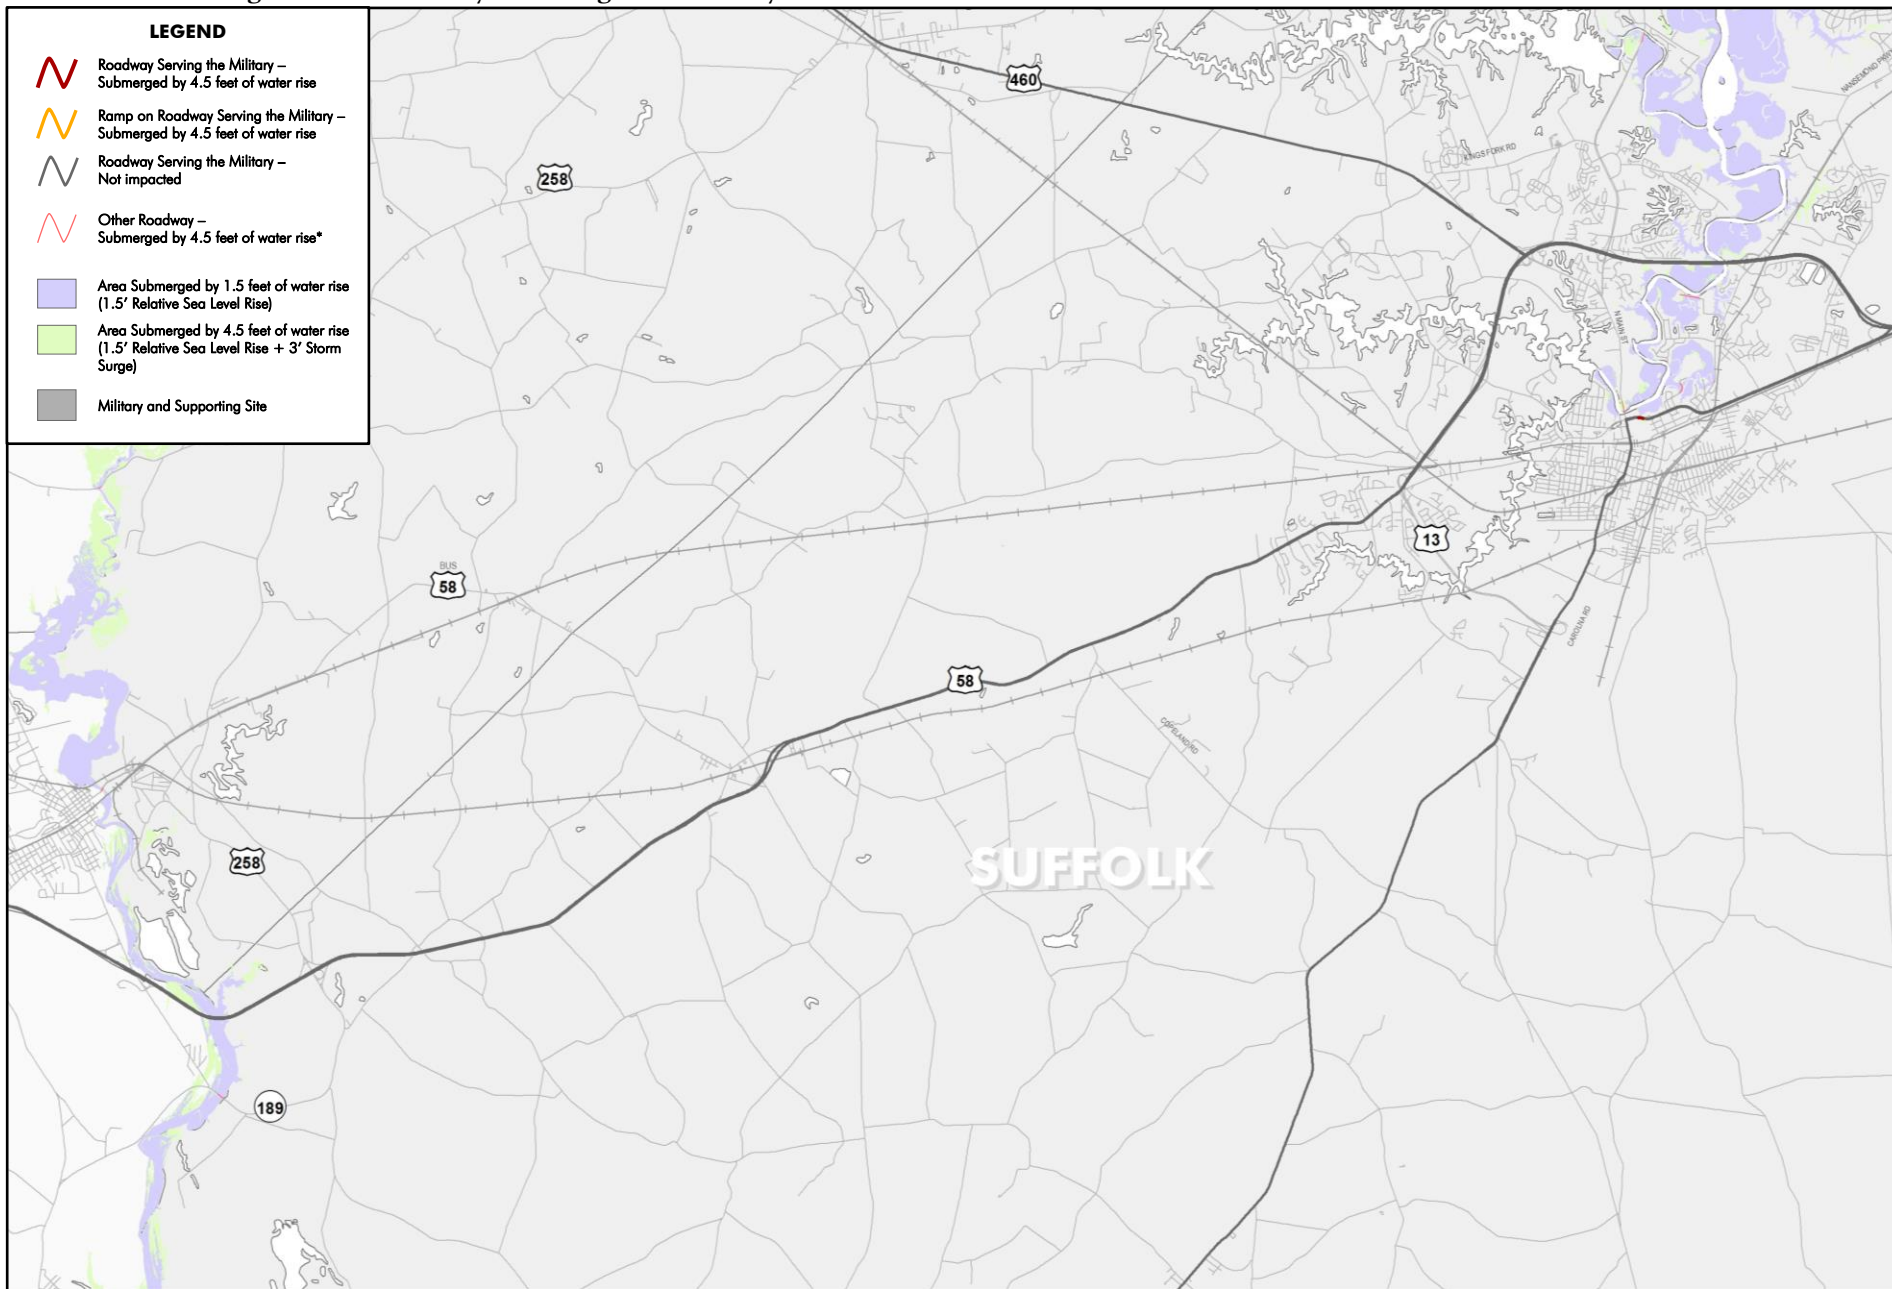 LEGEND
Roadway Serving the Military –
Submerged by 4.5 feet of water rise
Ramp on Roadway Serving the Military –
Submerged by 4.5 feet of water rise
Roadway Serving the Military –
Not impacted
Other Roadway –
Submerged by 4.5 feet of water rise*
Area Submerged by 1.5 feet of water rise
(1.5′ Relative Sea Level Rise)
Area Submerged by 4.5 feet of water rise
(1.5′ Relative Sea Level Rise + 3′ Storm
Surge)
Military and Supporting Site
460
NANSEMOND PKWY
KINGS FORK RD
258
N MAIN ST
13
BUS
58
CAROLINA RD
58
COPELAND RD
258
SUFFOLK
189